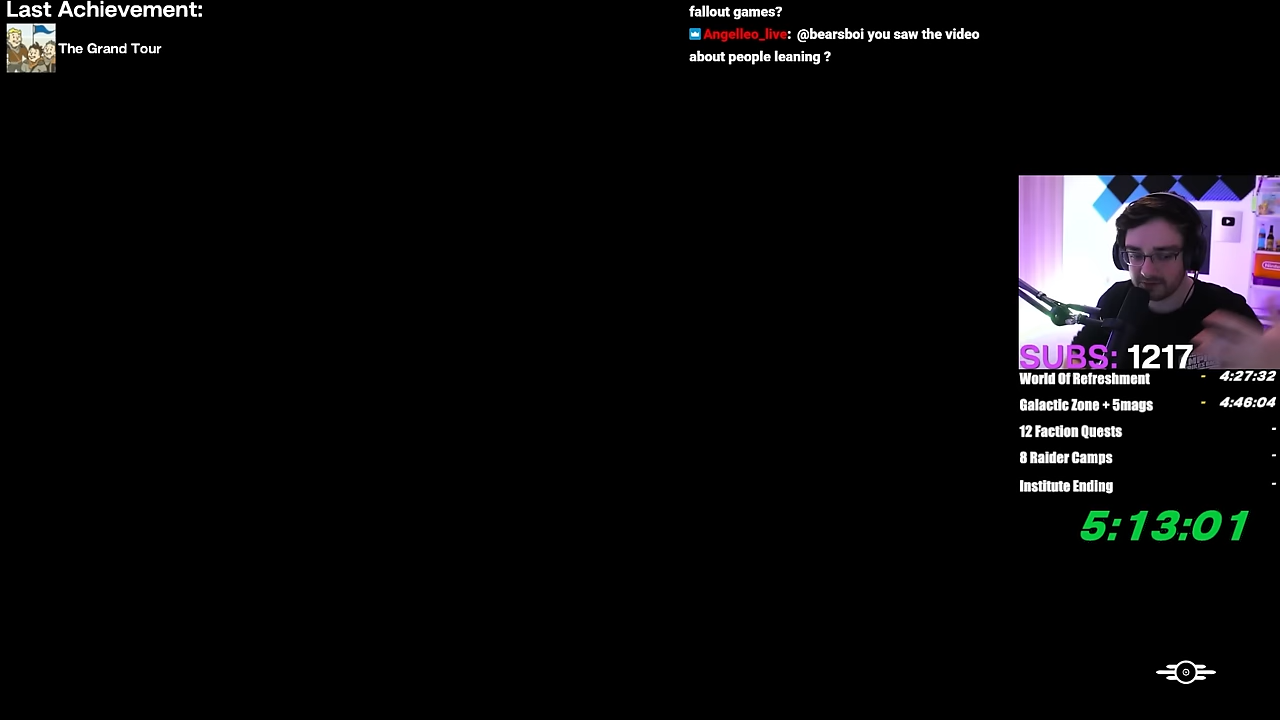 Last Achievement:
The Grand Tour
fallout games?
Angelleo_live: @bearsboi you saw the video
about people leaning ?
SUBS: 1217
World Of Refreshment - 4:27:32
Galactic Zone + 5mags - 4:46:04
12 Faction Quests -
8 Raider Camps -
Institute Ending -
5:13:01